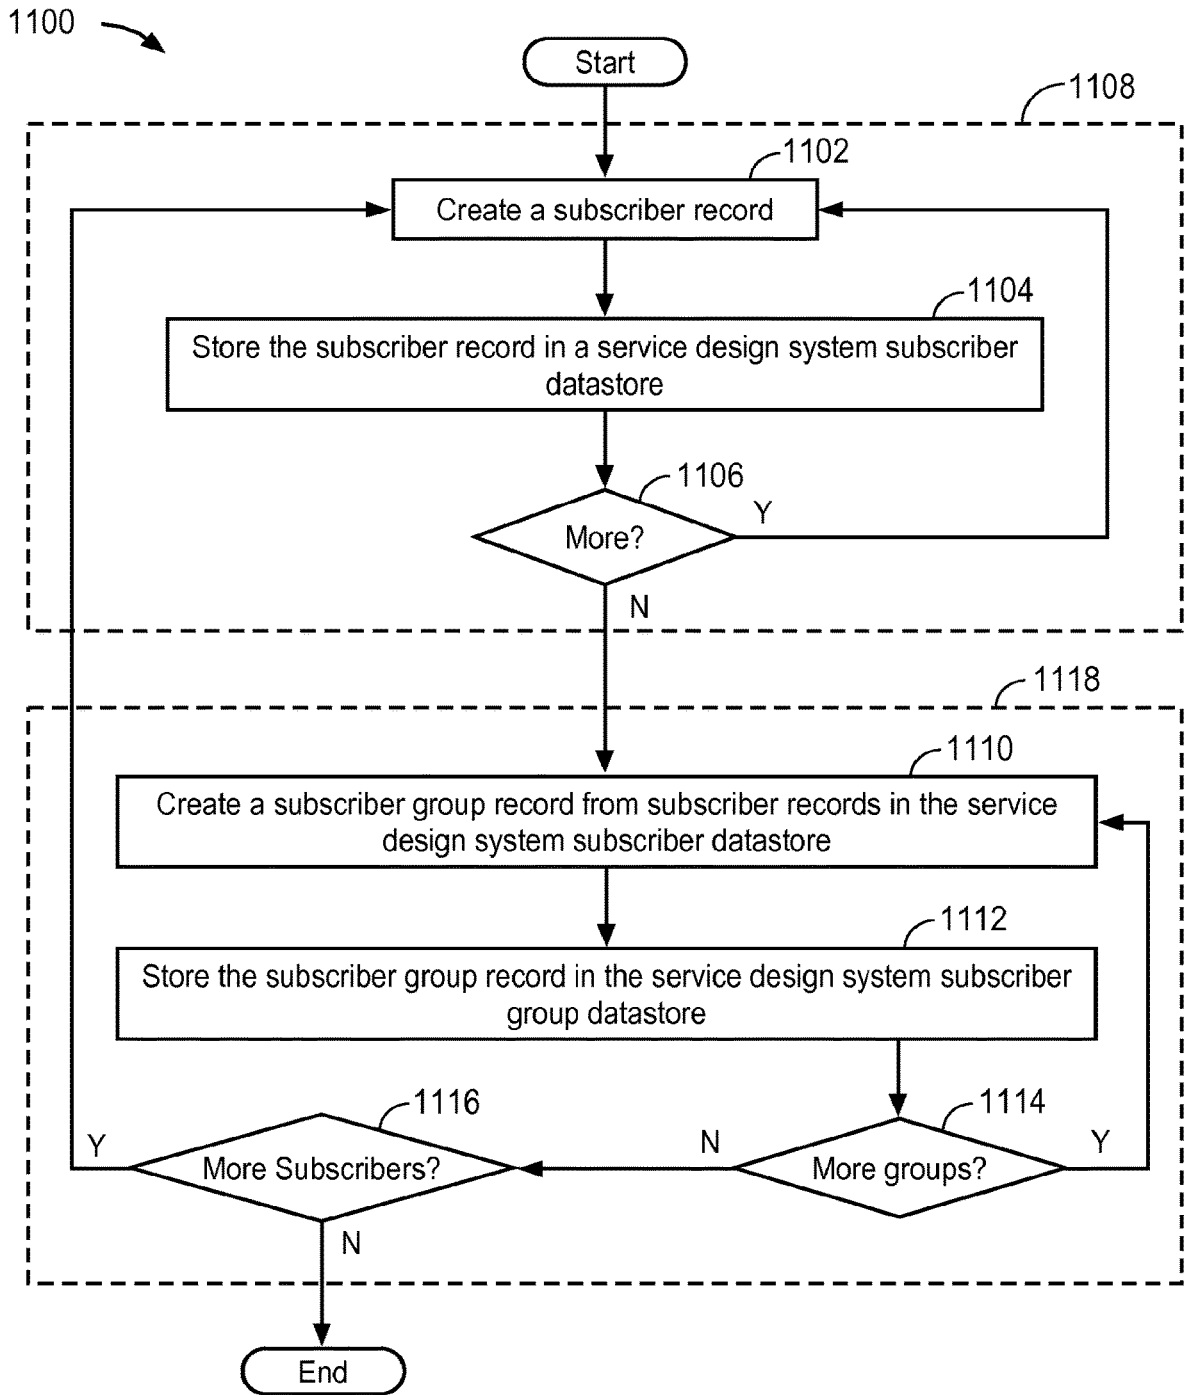 1100
Start
1108
1102
Create a subscriber record
1104
Store the subscriber record in a service design system subscriber
datastore
1106
More?
Y
N
1118
1110
Create a subscriber group record from subscriber records in the service
design system subscriber datastore
1112
Store the subscriber group record in the service design system subscriber
group datastore
1116
1114
Y
More Subscribers?
N
More groups?
Y
N
End